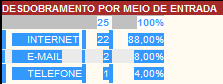 DESDOBRAMENTO POR MEIO DE ENTRADA
25 100%
INTERNET 22 88,00%
E-MAIL 2 8,00%
TELEFONE 1 4,00%